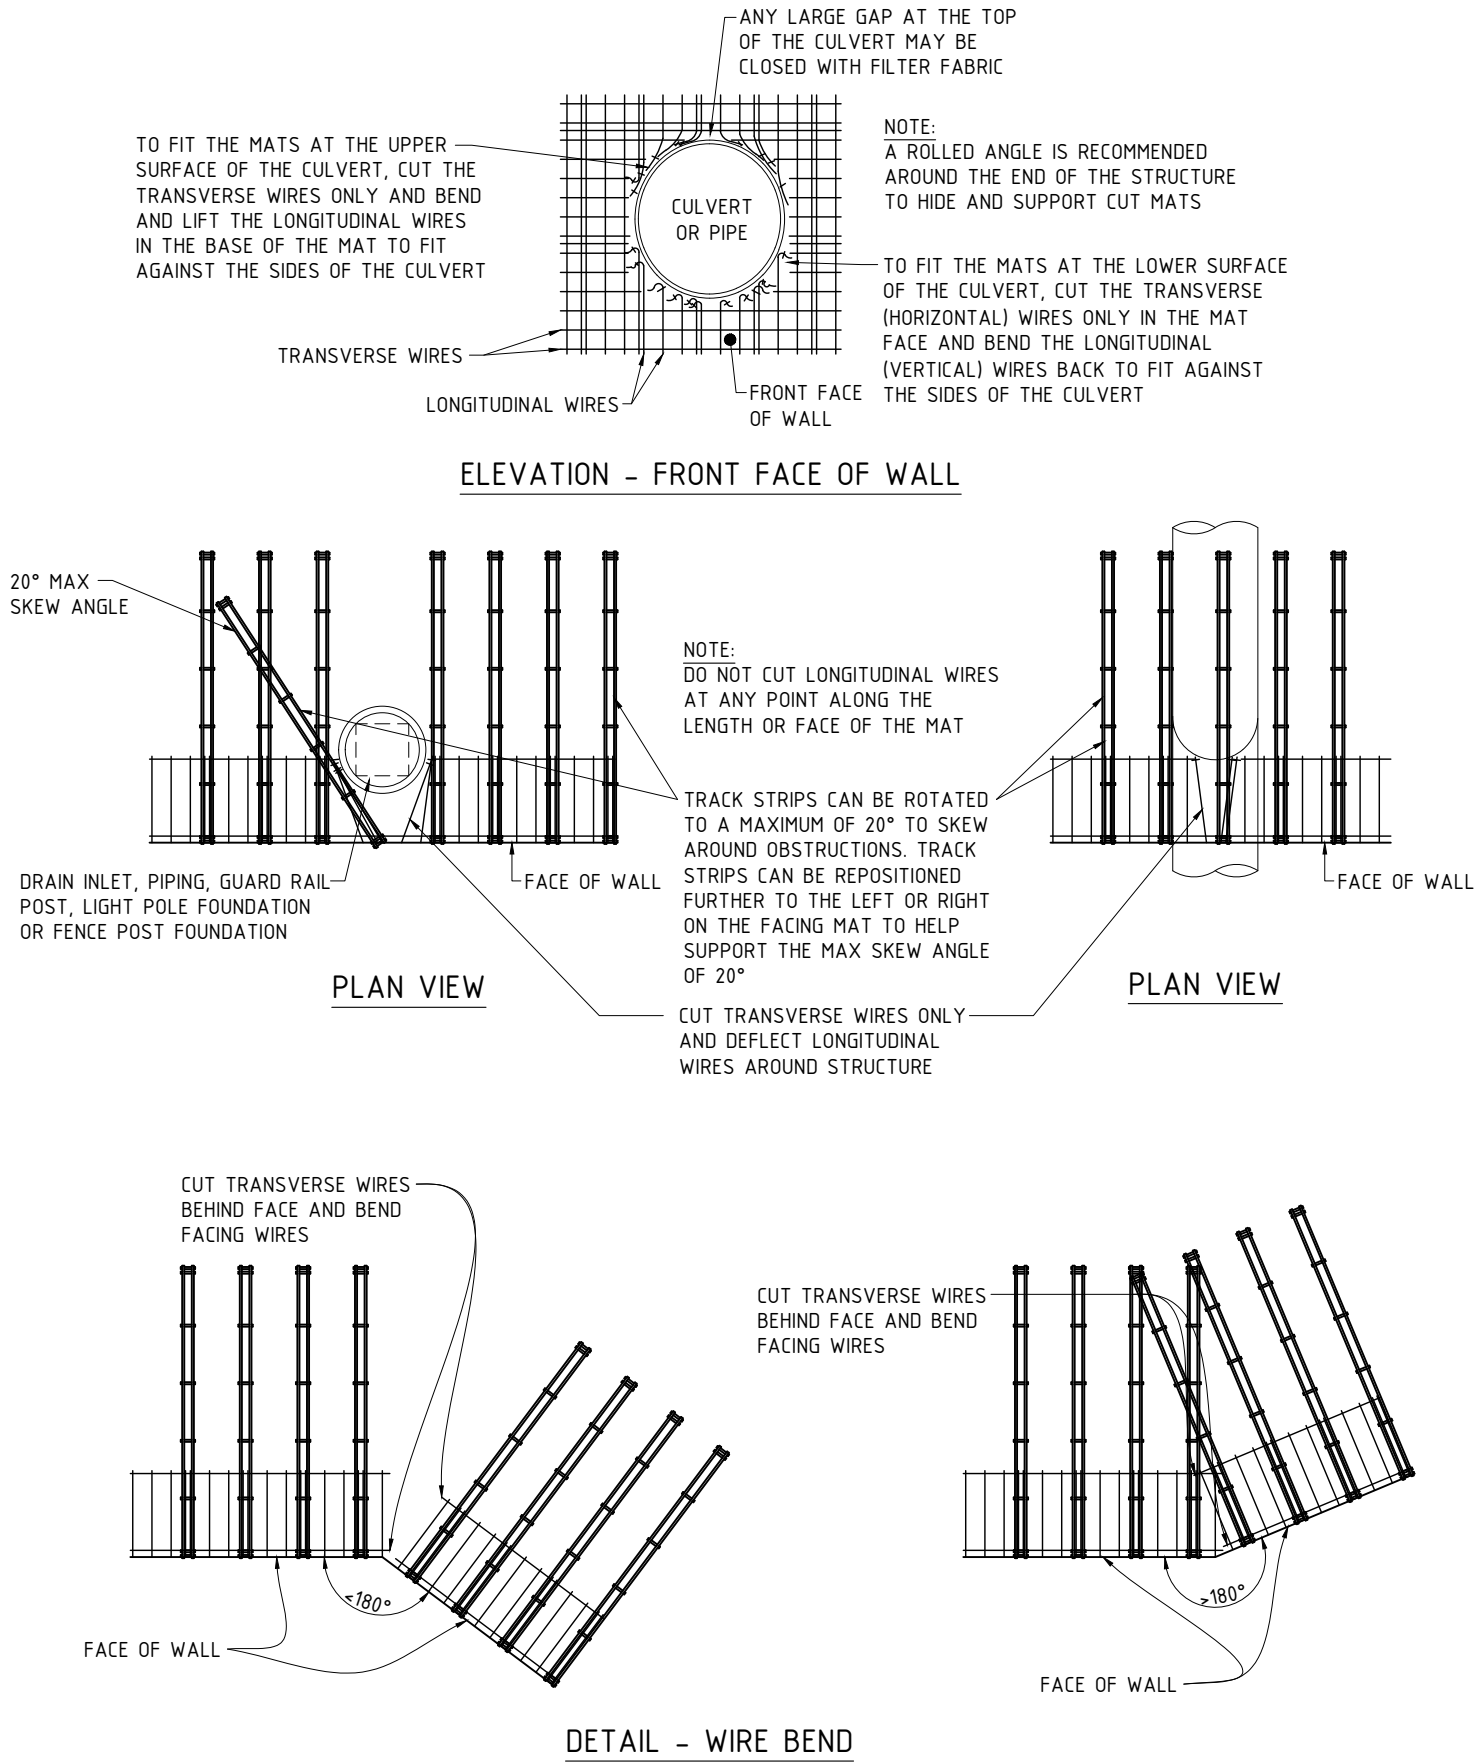 ANY LARGE GAP AT THE TOP
OF THE CULVERT MAY BE
CLOSED WITH FILTER FABRIC
TO FIT THE MATS AT THE UPPER
SURFACE OF THE CULVERT, CUT THE
TRANSVERSE WIRES ONLY AND BEND
AND LIFT THE LONGITUDINAL WIRES
IN THE BASE OF THE MAT TO FIT
AGAINST THE SIDES OF THE CULVERT
CULVERT
OR PIPE
NOTE:
A ROLLED ANGLE IS RECOMMENDED
AROUND THE END OF THE STRUCTURE
TO HIDE AND SUPPORT CUT MATS
TO FIT THE MATS AT THE LOWER SURFACE
OF THE CULVERT, CUT THE TRANSVERSE
(HORIZONTAL) WIRES ONLY IN THE MAT
FACE AND BEND THE LONGITUDINAL
(VERTICAL) WIRES BACK TO FIT AGAINST
THE SIDES OF THE CULVERT
TRANSVERSE WIRES
LONGITUDINAL WIRES
FRONT FACE
OF WALL
ELEVATION - FRONT FACE OF WALL
20° MAX
SKEW ANGLE
NOTE:
DO NOT CUT LONGITUDINAL WIRES
AT ANY POINT ALONG THE
LENGTH OR FACE OF THE MAT
TRACK STRIPS CAN BE ROTATED
TO A MAXIMUM OF 20° TO SKEW
AROUND OBSTRUCTIONS. TRACK
STRIPS CAN BE REPOSITIONED
FURTHER TO THE LEFT OR RIGHT
ON THE FACING MAT TO HELP
SUPPORT THE MAX SKEW ANGLE
OF 20°
DRAIN INLET, PIPING, GUARD RAIL
POST, LIGHT POLE FOUNDATION
OR FENCE POST FOUNDATION
FACE OF WALL
FACE OF WALL
PLAN VIEW
PLAN VIEW
CUT TRANSVERSE WIRES ONLY
AND DEFLECT LONGITUDINAL
WIRES AROUND STRUCTURE
CUT TRANSVERSE WIRES
BEHIND FACE AND BEND
FACING WIRES
CUT TRANSVERSE WIRES
BEHIND FACE AND BEND
FACING WIRES
<180°
>180°
FACE OF WALL
FACE OF WALL
DETAIL - WIRE BEND